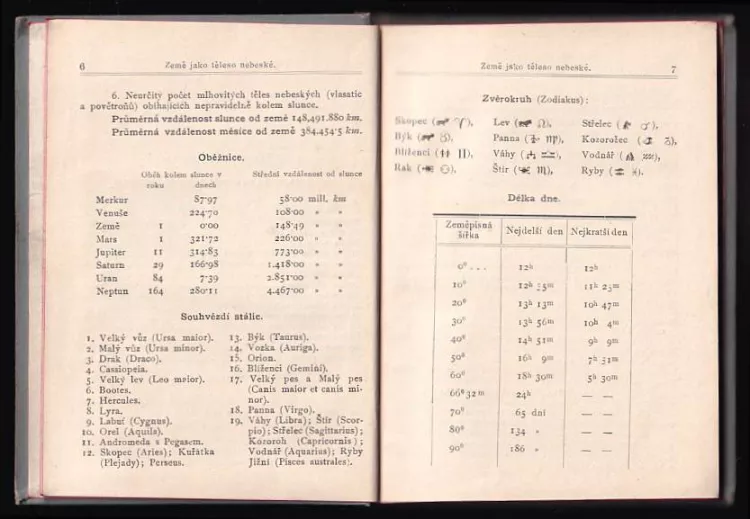 6
Země jako těleso nebeské.
6. Neurčitý počet mlhovitých těles nebeských (vlasatic
a povětroňů) obíhajících nepravidelně kolem slunce.
Průměrná vzdálenost slunce od země 148,491.880 km.
Průměrná vzdálenost měsíce od země 384.454·5 km.
Oběžnice.
Oběh kolem slunce v Střední vzdálenost od slunce
roku dnech
Merkur 87·97 58·00 mill. km
Venuše 224·70 108·00 » »
Země 1 0·00 148·49 » »
Mars 1 321·72 226·00 » »
Jupiter 11 314·83 773·00 » »
Saturn 29 166·98 1.418·00 » »
Uran 84 7·39 2.851·00 » »
Neptun 164 280·11 4.467·00 » »
Souhvězdí stálic.
1. Velký vůz (Ursa maior).
2. Malý vůz (Ursa minor).
3. Drak (Draco).
4. Cassiopeia.
5. Velký lev (Leo maior).
6. Bootes.
7. Hercules.
8. Lyra.
9. Labuť (Cygnus).
10. Orel (Aquila).
11. Andromeda s Pegasem.
12. Skopec (Aries); Kuřátka
(Plejady); Perseus.
13. Býk (Taurus).
14. Vozka (Auriga).
15. Orion.
16. Blíženci (Gemini).
17. Velký pes a Malý pes
(Canis maior et canis mi-
nor).
18. Panna (Virgo).
19. Váhy (Libra); Štír (Scor-
pio); Střelec (Sagittarius);
Kozoroh (Capricornis);
Vodnář (Aquarius); Ryby
Jižní (Pisces australes).
Země jako těleso nebeské.
7
Zvěrokruh (Zodiakus):
Skopec (♈), Lev (♌), Střelec (♂),
Býk (♉), Panna (♍), Kozorožec (♑),
Blíženci (♊), Váhy (♎), Vodnář (♒),
Rak (♋), Štír (♏), Ryby (♓).
Délka dne.
Zeměpisná Nejdelší den Nejkratší den
šířka
0° . . . 12h 12h
10° 12h 35m 11h 23m
20° 13h 13m 10h 47m
30° 13h 56m 10h 4m
40° 14h 51m 9h 9m
50° 16h 9m 7h 51m
60° 18h 30m 5h 30m
66° 32m 24h — —
70° 65 dní — —
80° 134 » — —
90° 186 » — —